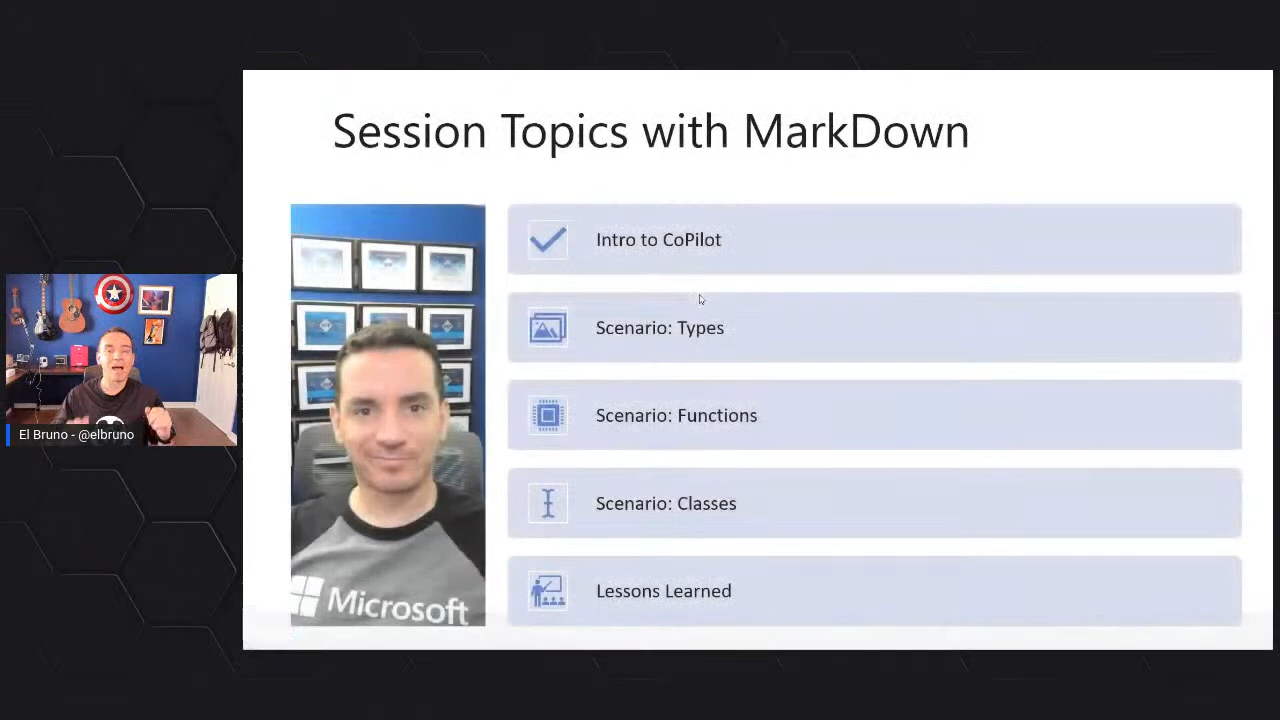 Session Topics with MarkDown
Intro to CoPilot
Scenario: Types
Scenario: Functions
Scenario: Classes
Lessons Learned
Microsoft
El Bruno - @elbruno